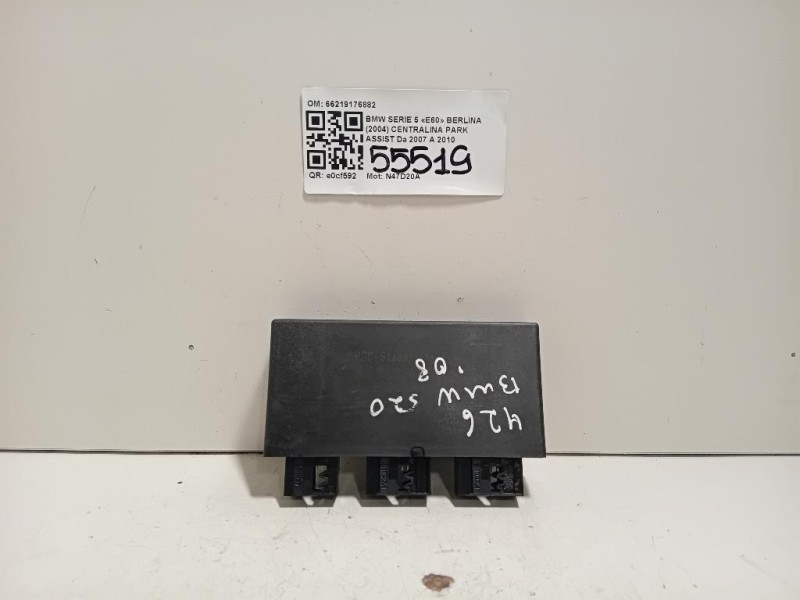 OM: 66219176882
BMW SERIE 5 «E60» BERLINA
(2004) CENTRALINA PARK
ASSIST Da 2007 A 2010
55519
QR: e0cf592 Mot: N47D20A
426
BMW 520
'08